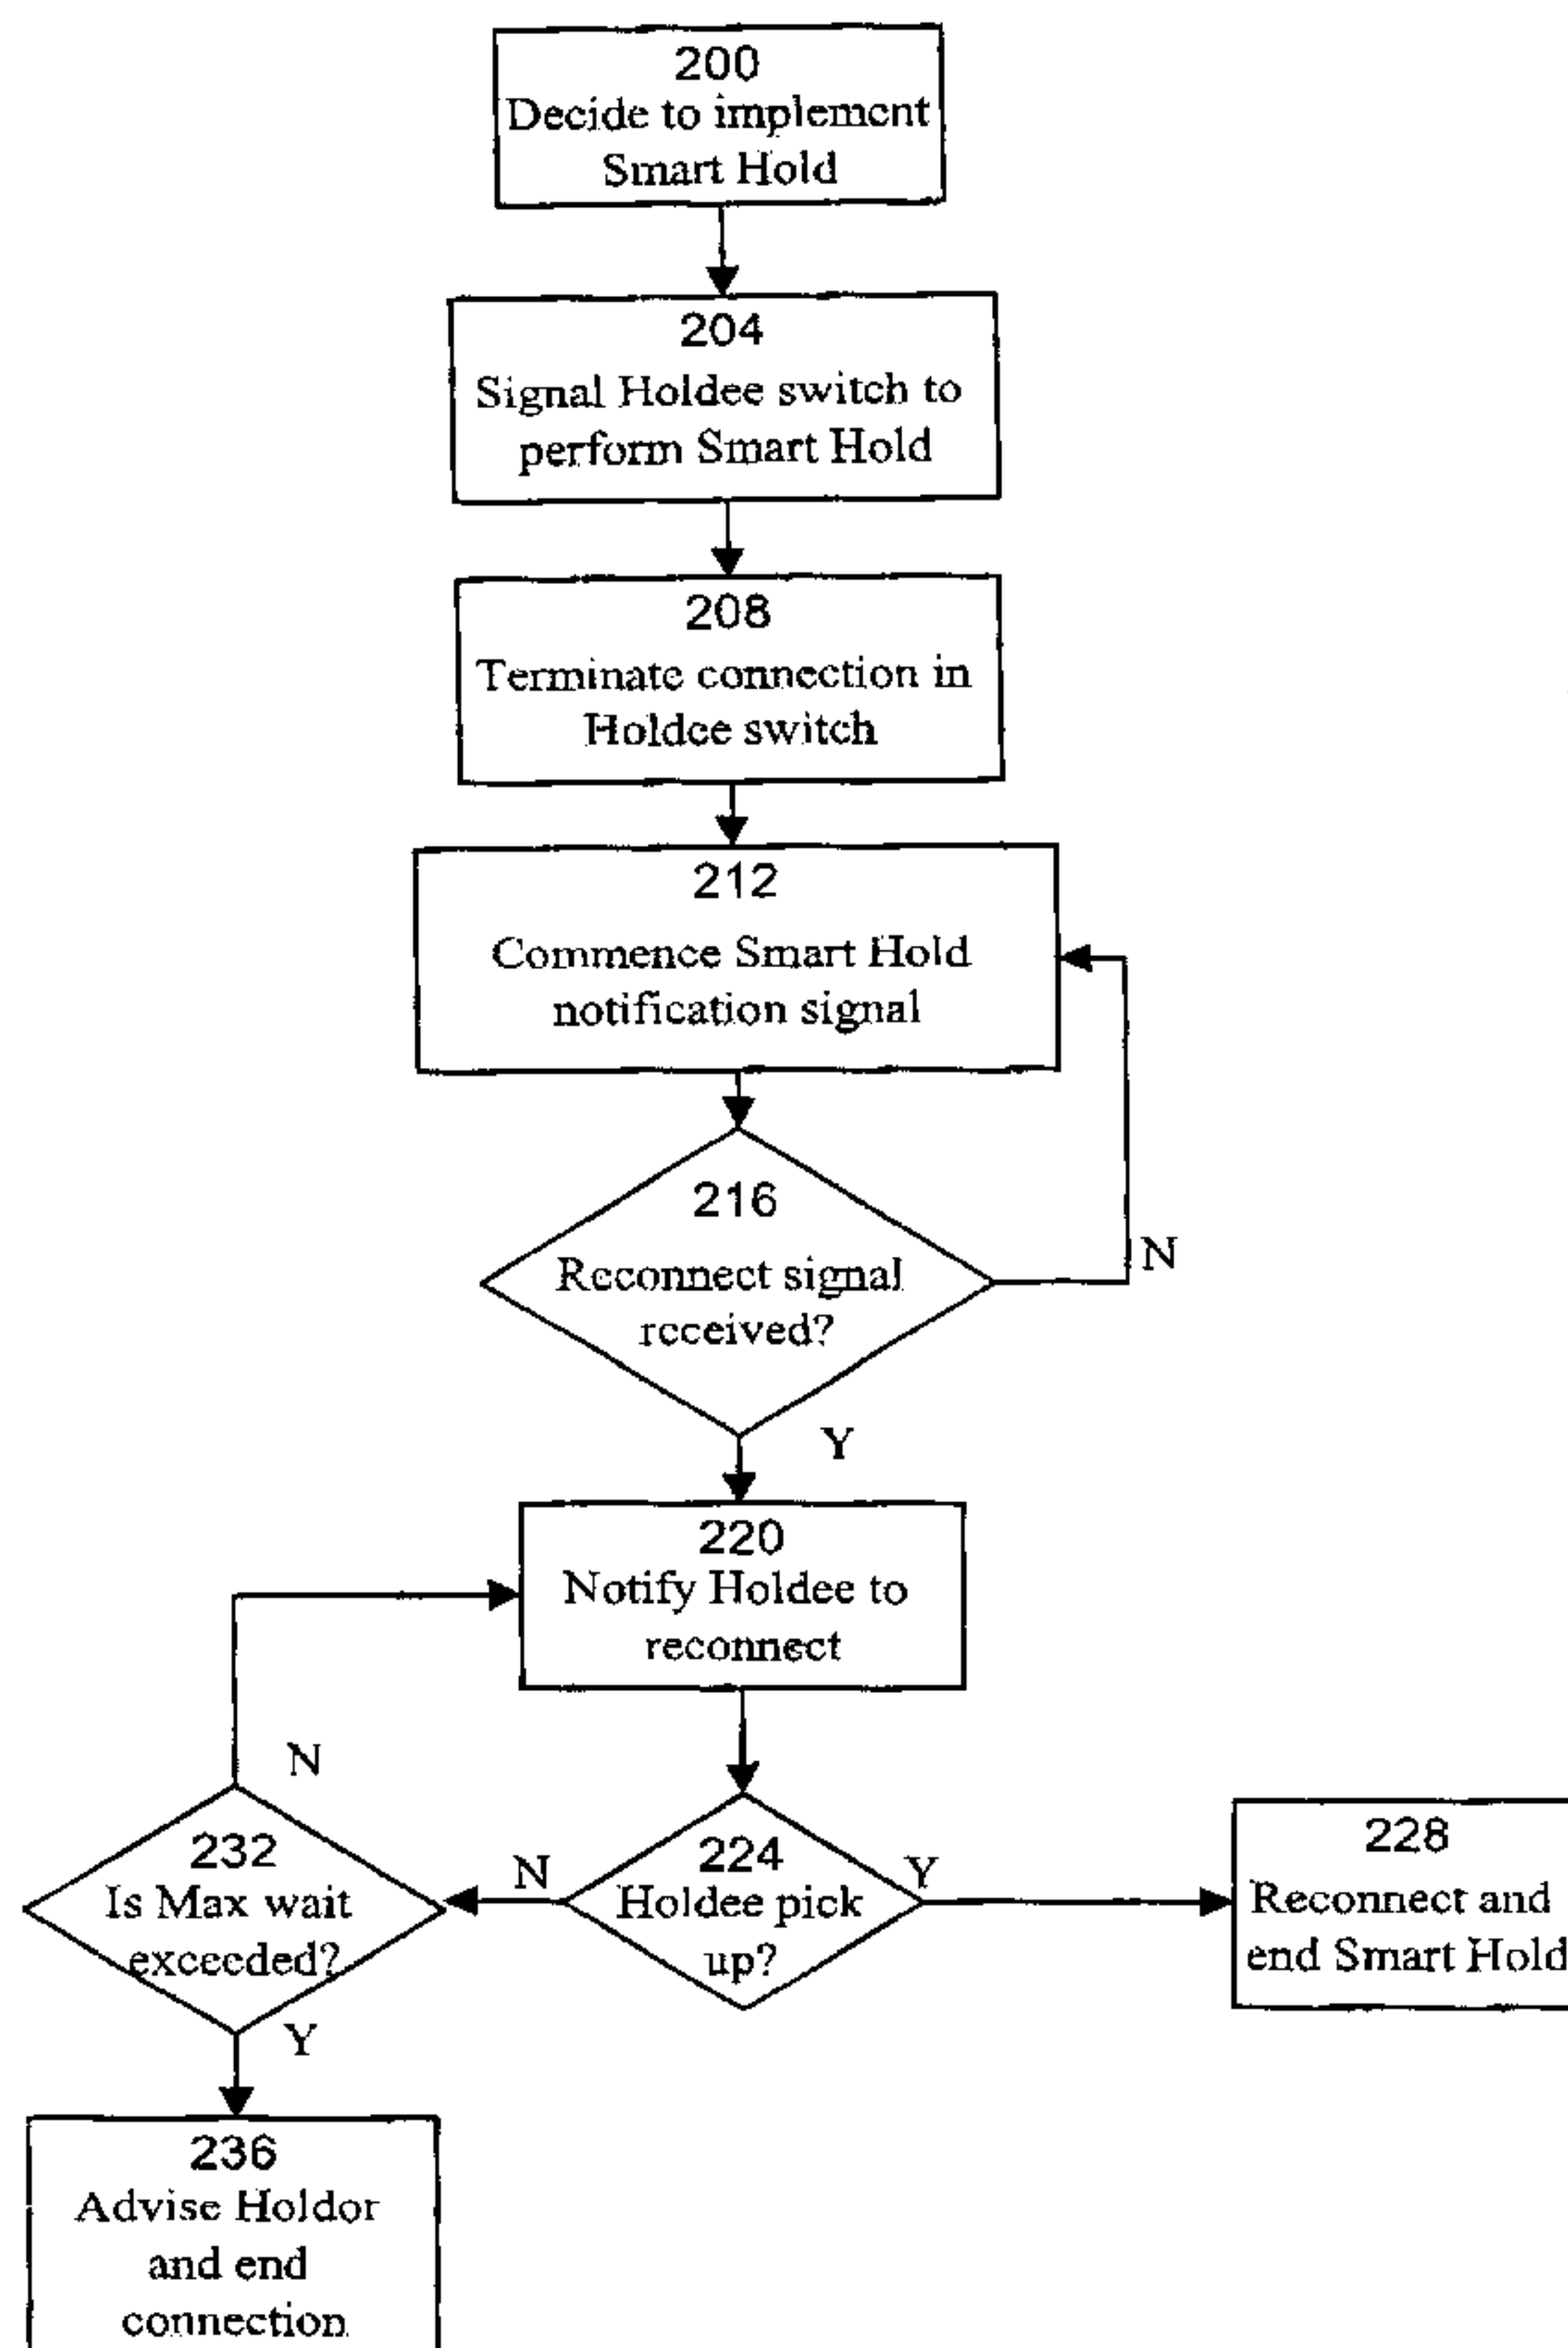 200
Decide to implement
Smart Hold
204
Signal Holdee switch to
perform Smart Hold
208
Terminate connection in
Holdee switch
212
Commence Smart Hold
notification signal
216
Reconnect signal
received?
N
Y
220
Notify Holdee to
reconnect
N
232
Is Max wait
exceeded?
N
224
Holdee pick
up?
Y
228
Reconnect and
end Smart Hold
Y
236
Advise Holdor
and end
connection